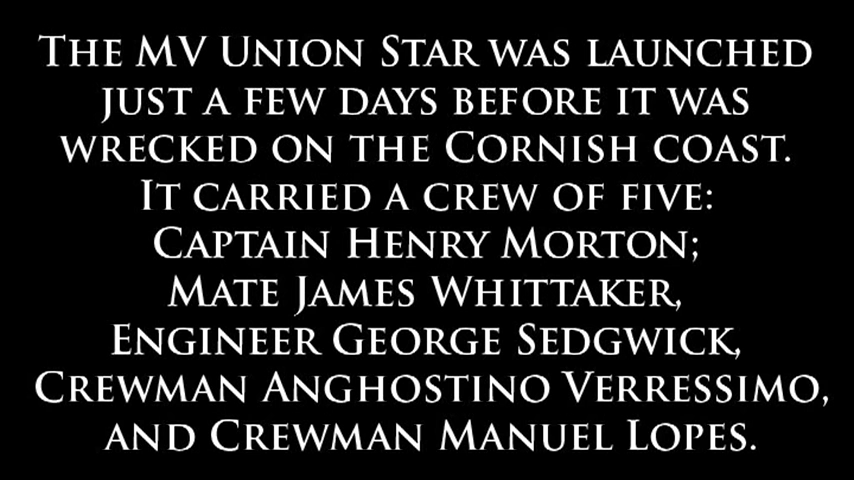 The MV Union Star was launched
just a few days before it was
wrecked on the Cornish coast.
It carried a crew of five:
Captain Henry Morton;
Mate James Whittaker,
Engineer George Sedgwick,
Crewman Anghostino Verressimo,
and Crewman Manuel Lopes.